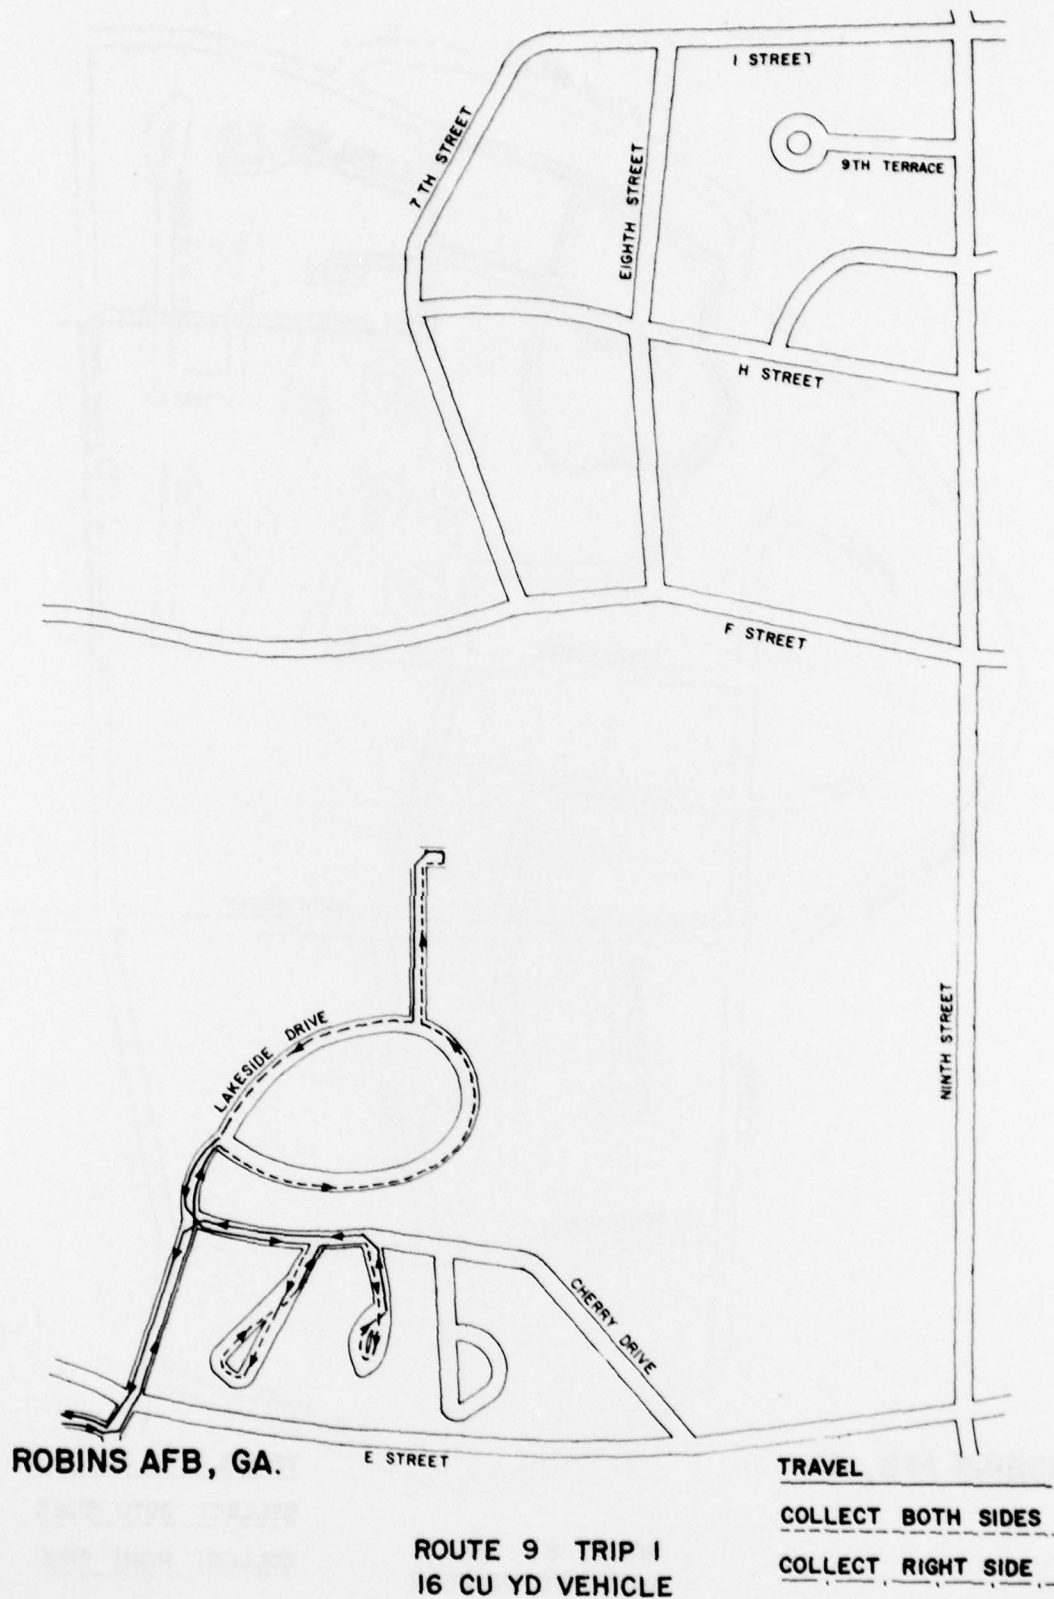 I STREET
7TH STREET
EIGHTH STREET
9TH TERRACE
H STREET
F STREET
NINTH STREET
LAKESIDE DRIVE
CHERRY DRIVE
E STREET
ROBINS AFB, GA.
TRAVEL
COLLECT BOTH SIDES
COLLECT RIGHT SIDE
ROUTE 9 TRIP 1
16 CU YD VEHICLE